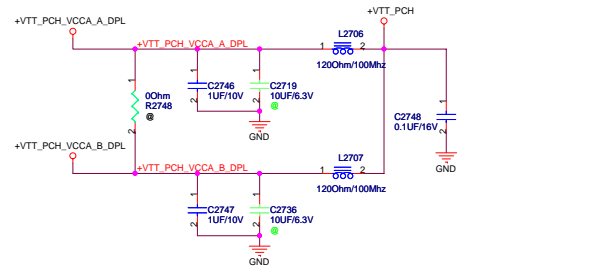 +VTT_PCH
+VTT_PCH_VCCA_A_DPL
+VTT_PCH_VCCA_A_DPL
L2706
1 2
120Ohm/100Mhz
1
0Ohm
R2748
@
2
1
C2746
1UF/10V
2
1
C2719
10UF/6.3V
2
@
GND
1
C2748
0.1UF/16V
2
GND
+VTT_PCH_VCCA_B_DPL
+VTT_PCH_VCCA_B_DPL
L2707
1 2
120Ohm/100Mhz
1
C2747
1UF/10V
2
1
C2736
10UF/6.3V
2
@
GND